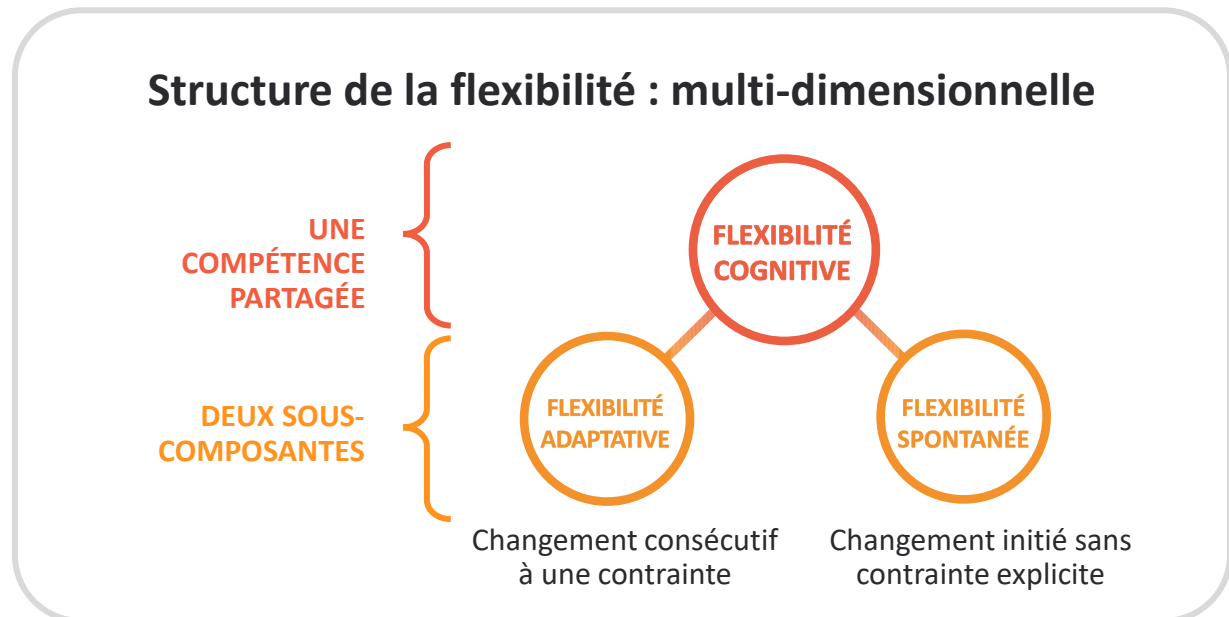 Structure de la flexibilité : multi-dimensionnelle
UNE
COMPÉTENCE
PARTAGÉE
FLEXIBILITÉ
COGNITIVE
DEUX SOUS-
COMPOSANTES
FLEXIBILITÉ
ADAPTATIVE
FLEXIBILITÉ
SPONTANÉE
Changement consécutif
à une contrainte
Changement initié sans
contrainte explicite